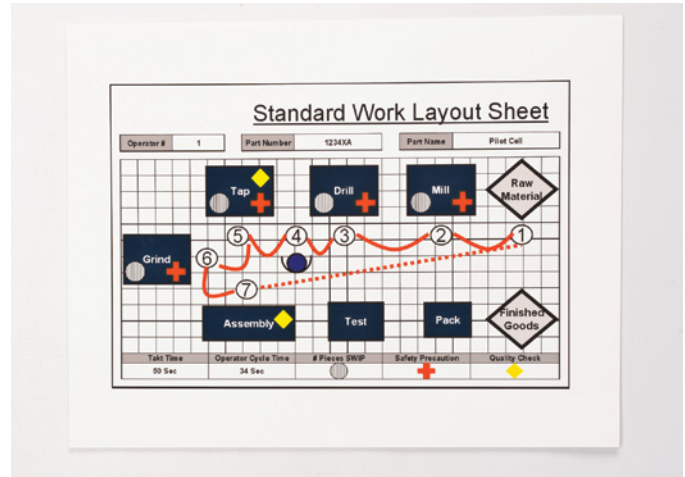 Standard Work Layout Sheet
Operator # 1 Part Number 1234XA Part Name Pilot Cell
Tap Drill Mill Raw
Material
5 4 3 2 1
Grind 6
7
Assembly Test Pack Finished
Goods
Takt Time Operator Cycle Time # Pieces SWIP Safety Precaution Quality Check
50 Sec 34 Sec